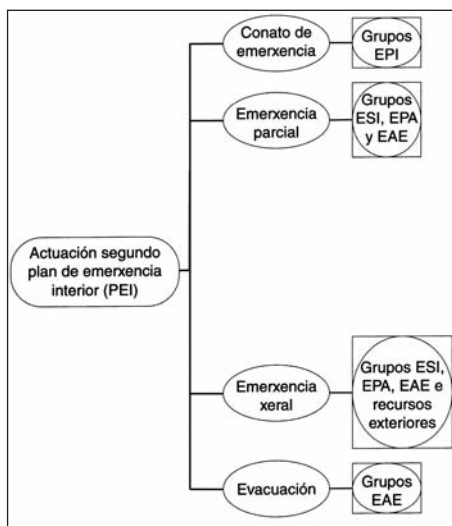 Conato de
emerxencia
Grupos
EPI
Emerxencia
parcial
Grupos
ESI, EPA
y EAE
Actuación segundo
plan de emerxencia
interior (PEI)
Emerxencia
xeral
Grupos ESI,
EPA, EAE e
recursos
exteriores
Evacuación
Grupos
EAE